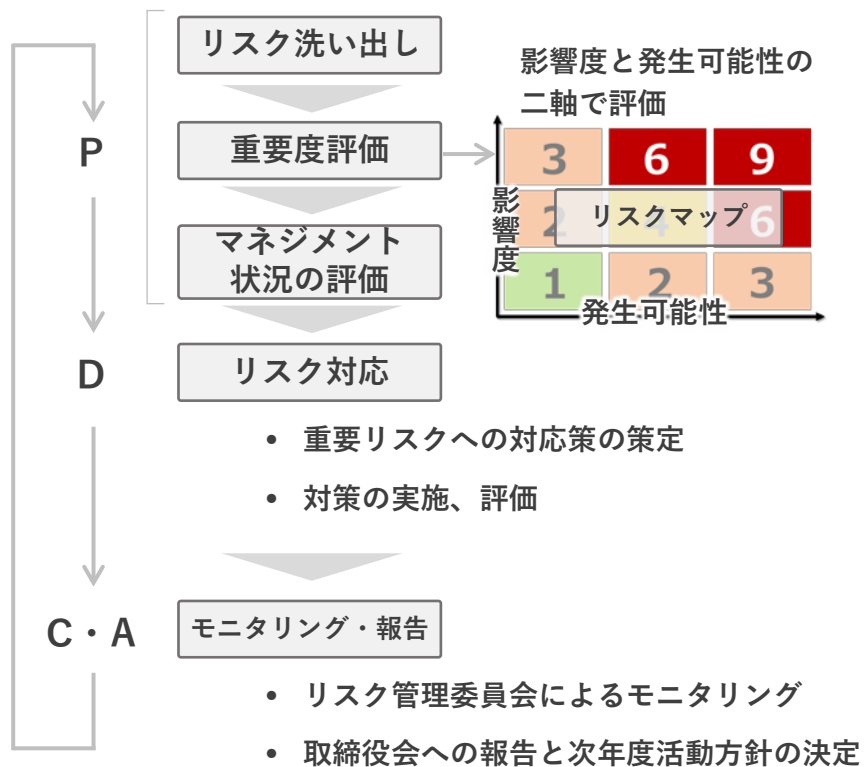 リスク洗い出し
影響度と発生可能性の
二軸で評価
P
重要度評価
3 6 9
影響度
2 4 6
リスクマップ
マネジメント
状況の評価
1 2 3
発生可能性
D
リスク対応
• 重要リスクへの対応策の策定
• 対策の実施、評価
C・A
モニタリング・報告
• リスク管理委員会によるモニタリング
• 取締役会への報告と次年度活動方針の決定